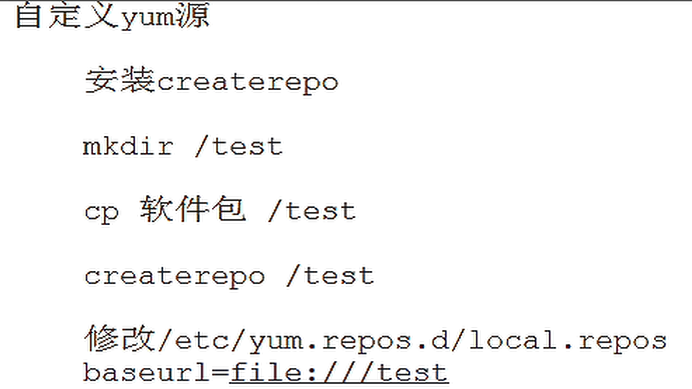 自定义yum源
安装createrepo
mkdir /test
cp 软件包 /test
createrepo /test
修改/etc/yum.repos.d/local.repos
baseurl=file:///test